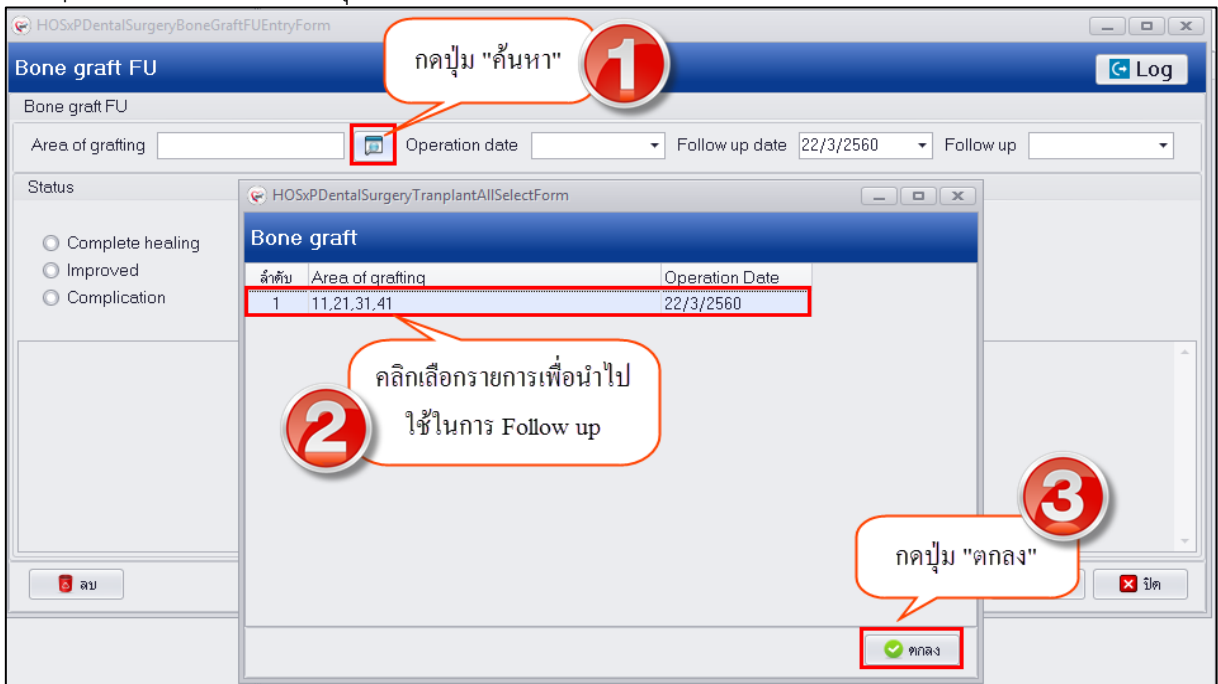 HOSxPDentalSurgeryBoneGraftFUEntryForm
กดปุ่ม "ค้นหา"
1
Bone graft FU
Log
Bone graft FU
Area of grafting
Operation date
Follow up date 22/3/2560
Follow up
Status
HOSxPDentalSurgeryTranplantAllSelectForm
Complete healing
Improved
Complication
Bone graft
ลำดับ Area of grafting Operation Date
1 11,21,31,41 22/3/2560
2
คลิกเลือกรายการเพื่อนำไป
ใช้ในการ Follow up
3
กดปุ่ม "ตกลง"
ลบ
ปิด
ตกลง